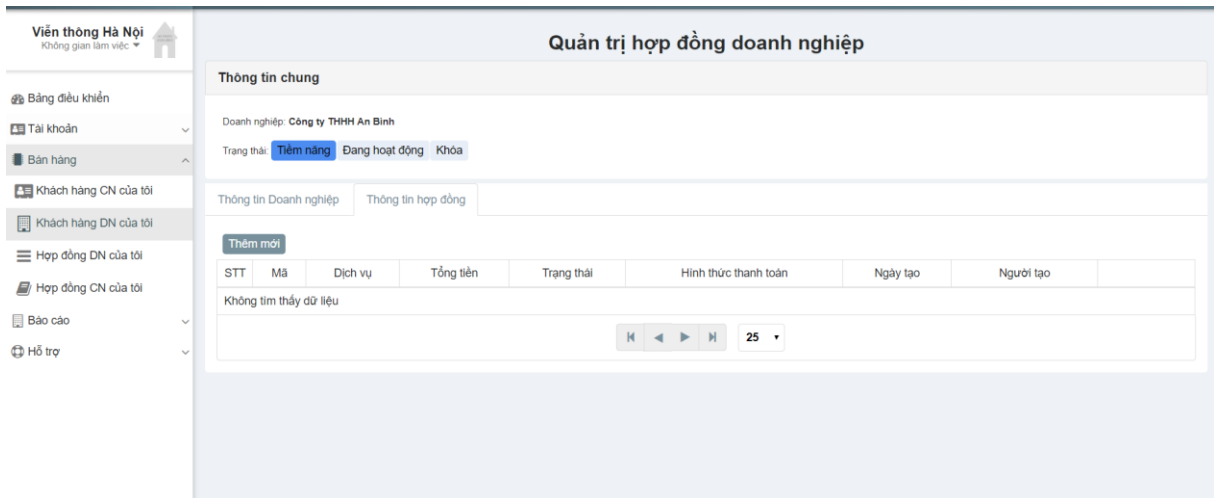 Viễn thông Hà Nội
Không gian làm việc
Bảng điều khiển
Tài khoản
Bán hàng
Khách hàng CN của tôi
Khách hàng DN của tôi
Hợp đồng DN của tôi
Hợp đồng CN của tôi
Báo cáo
Hỗ trợ
Quản trị hợp đồng doanh nghiệp
Thông tin chung
Doanh nghiệp: Công ty THHH An Bình
Trạng thái: Tiềm năng Đang hoạt động Khóa
Thông tin Doanh nghiệp Thông tin hợp đồng
Thêm mới
STT Mã Dịch vụ Tổng tiền Trạng thái Hình thức thanh toán Ngày tạo Người tạo
Không tìm thấy dữ liệu
25